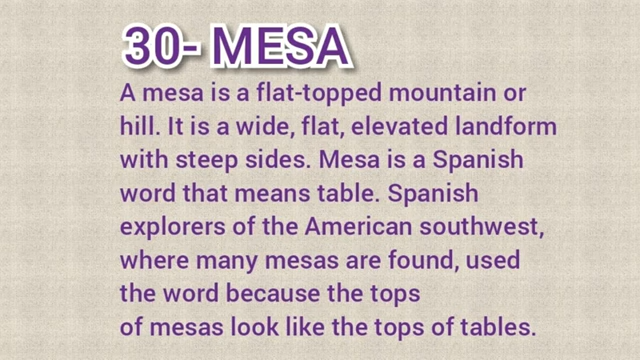 30- MESA
A mesa is a flat-topped mountain or
hill. It is a wide, flat, elevated landform
with steep sides. Mesa is a Spanish
word that means table. Spanish
explorers of the American southwest,
where many mesas are found, used
the word because the tops
of mesas look like the tops of tables.